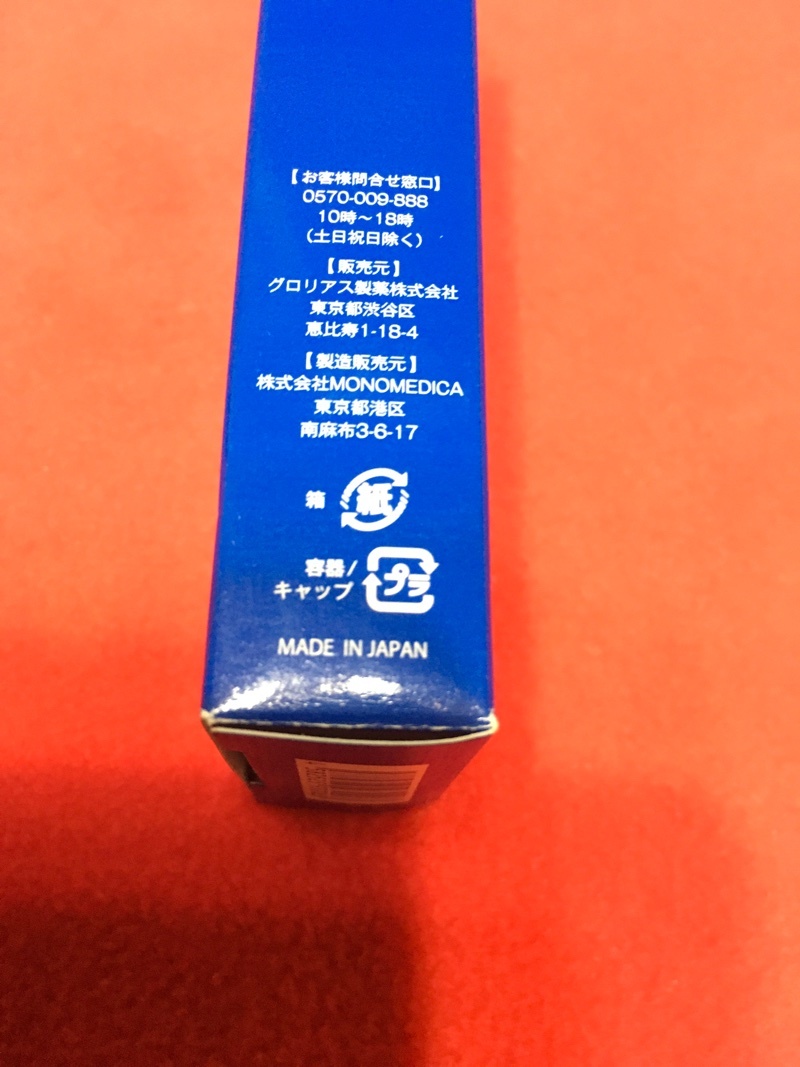 【お客様問合せ窓口】
0570-009-888
10時～18時
(土日祝日除く)
【販売元】
グロリアス製薬株式会社
東京都渋谷区
恵比寿1-18-4
【製造販売元】
株式会社MONOMEDICA
東京都港区
南麻布3-6-17
箱 紙
容器/
キャップ プラ
MADE IN JAPAN